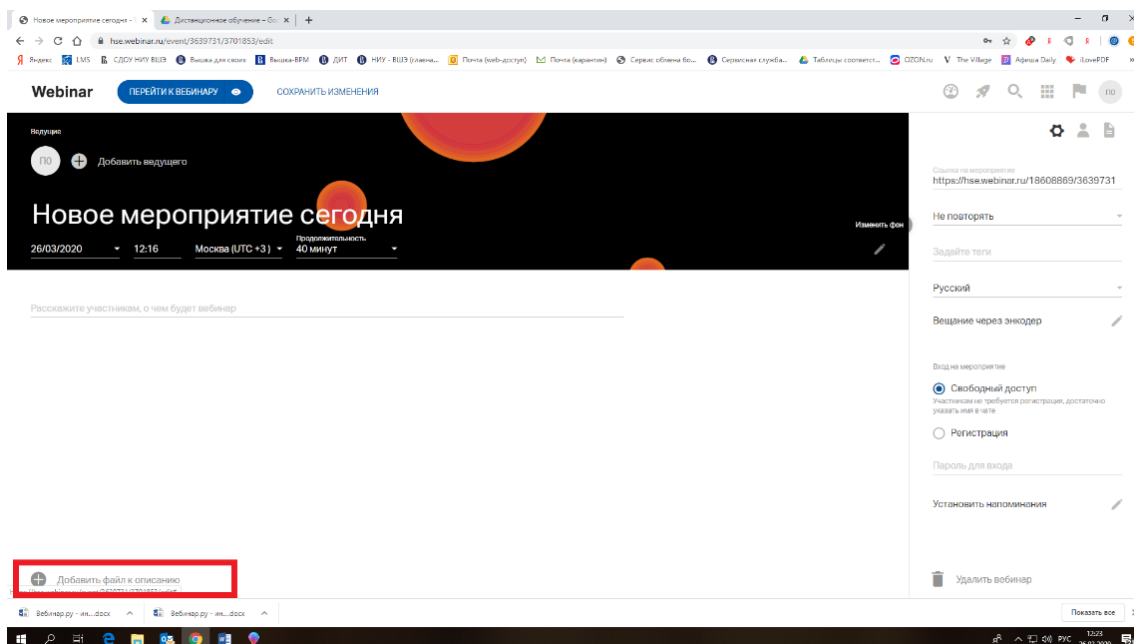 Новое мероприятие сегодня -
Дистанционное обучение – Go
hse.webinar.ru/event/3639731/3701853/edit
Яндекс LMS СДОУ НИУ ВШЭ Вышка для своих Вышка-BPM ДИТ НИУ - ВШЭ (главна... Почта (web-доступ) Почта (карантин) Сервис обмена бо... Сервисная служба... Таблицы соответст... OZON.ru The Village Афиша Daily iLovePDF
Webinar ПЕРЕЙТИ К ВЕБИНАРУ СОХРАНИТЬ ИЗМЕНЕНИЯ ПО
Ведущие
ПО Добавить ведущего
Новое мероприятие сегодня
Изменить фон
Продолжительность
26/03/2020 12:16 Москва (UTC +3 ) 40 минут
Расскажите участникам, о чем будет вебинар
Добавить файл к описанию
Ссылка на мероприятие
https://hse.webinar.ru/18608869/3639731
Не повторять
Задайте теги
Русский
Вещание через энкодер
Вход на мероприятие
Свободный доступ
Участникам не требуется регистрация, достаточно
указать имя в чате
Регистрация
Пароль для входа
Установить напоминания
Удалить вебинар
Вебинар.ру - ин....docx Вебинар.ру - ин....docx Показать все
РУС 12:23
26.03.2020